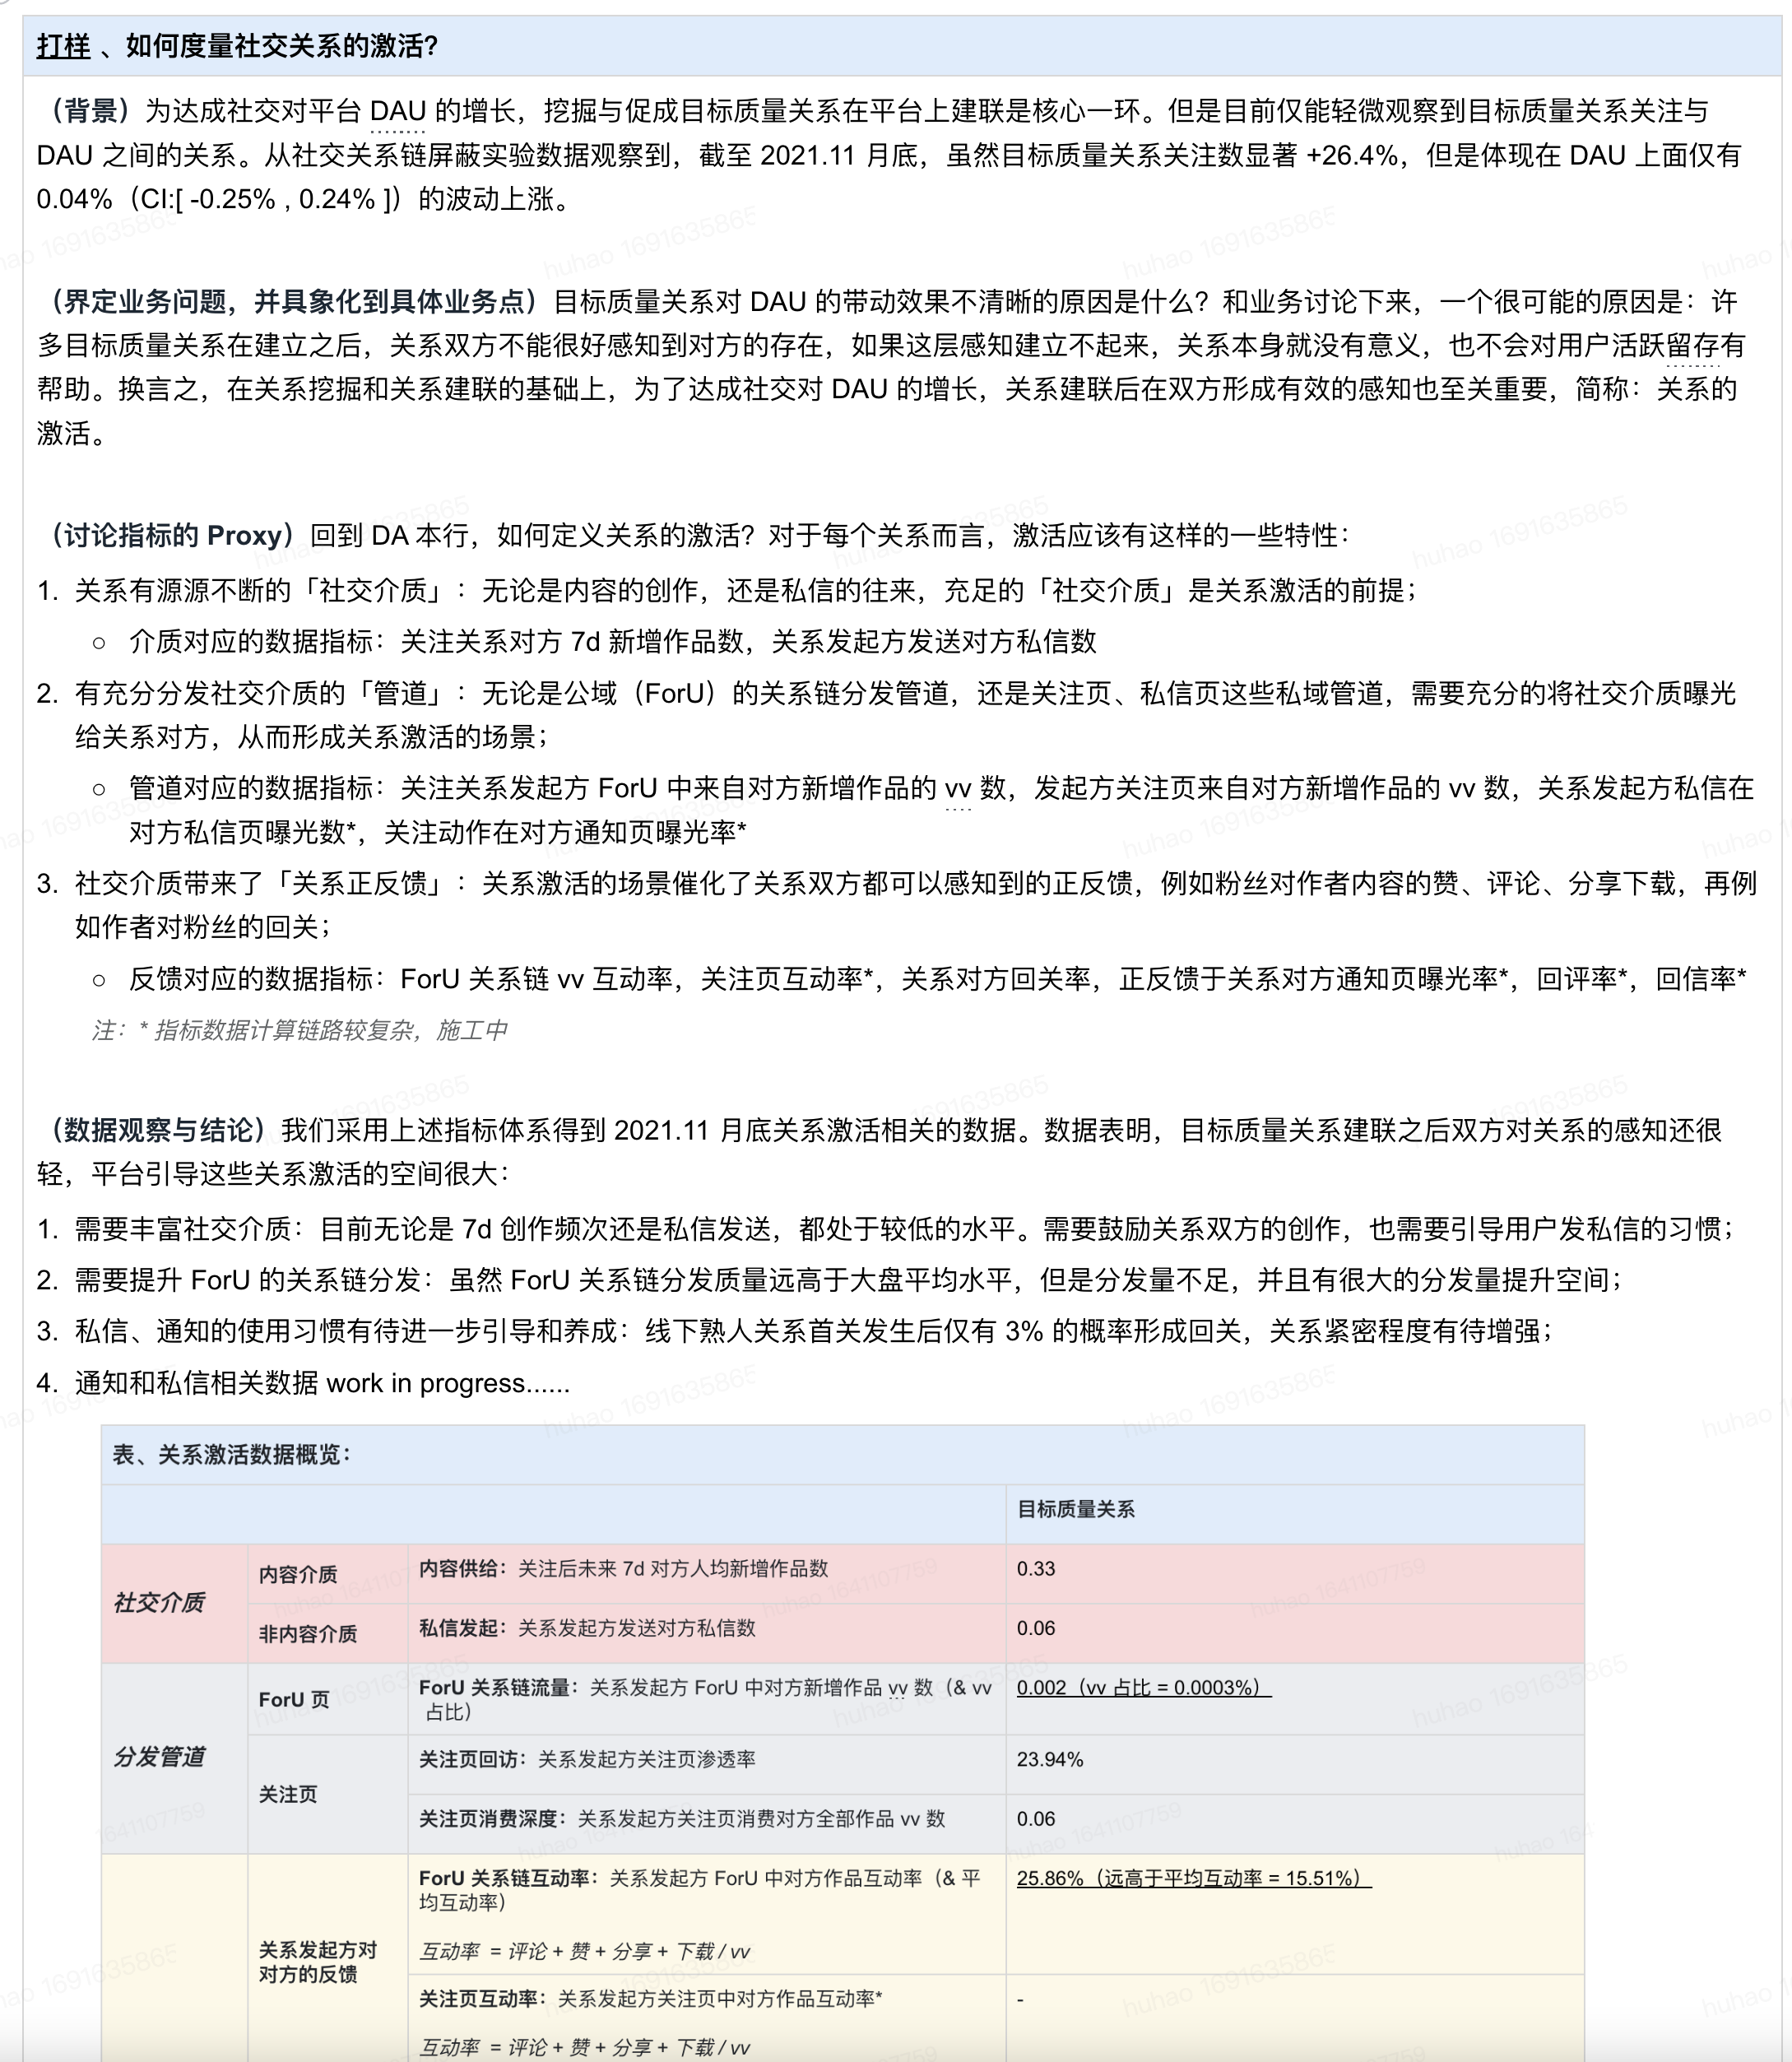 打样 、如何度量社交关系的激活?
（背景）为达成社交对平台 DAU 的增长，挖掘与促成目标质量关系在平台上建联是核心一环。但是目前仅能轻微观察到目标质量关系关注与
DAU 之间的关系。从社交关系链屏蔽实验数据观察到，截至 2021.11 月底，虽然目标质量关系关注数显著 +26.4%，但是体现在 DAU 上面仅有
0.04%（CI:[ -0.25% , 0.24% ]）的波动上涨。
（界定业务问题，并具象化到具体业务点）目标质量关系对 DAU 的带动效果不清晰的原因是什么？和业务讨论下来，一个很可能的原因是：许
多目标质量关系在建立之后，关系双方不能很好感知到对方的存在，如果这层感知建立不起来，关系本身就没有意义，也不会对用户活跃留存有
帮助。换言之，在关系挖掘和关系建联的基础上，为了达成社交对 DAU 的增长，关系建联后在双方形成有效的感知也至关重要，简称：关系的
激活。
（讨论指标的 Proxy）回到 DA 本行，如何定义关系的激活？对于每个关系而言，激活应该有这样的一些特性：
1. 关系有源源不断的「社交介质」：无论是内容的创作，还是私信的往来，充足的「社交介质」是关系激活的前提；
○ 介质对应的数据指标：关注关系对方 7d 新增作品数，关系发起方发送对方私信数
2. 有充分分发社交介质的「管道」：无论是公域（ForU）的关系链分发管道，还是关注页、私信页这些私域管道，需要充分的将社交介质曝光
给关系对方，从而形成关系激活的场景；
○ 管道对应的数据指标：关注关系发起方 ForU 中来自对方新增作品的 vv 数，发起方关注页来自对方新增作品的 vv 数，关系发起方私信在
对方私信页曝光数*，关注动作在对方通知页曝光率*
3. 社交介质带来了「关系正反馈」：关系激活的场景催化了关系双方都可以感知到的正反馈，例如粉丝对作者内容的赞、评论、分享下载，再例
如作者对粉丝的回关；
○ 反馈对应的数据指标：ForU 关系链 vv 互动率，关注页互动率*，关系对方回关率，正反馈于关系对方通知页曝光率*，回评率*，回信率*
注：* 指标数据计算链路较复杂，施工中
（数据观察与结论）我们采用上述指标体系得到 2021.11 月底关系激活相关的数据。数据表明，目标质量关系建联之后双方对关系的感知还很
轻，平台引导这些关系激活的空间很大：
1. 需要丰富社交介质：目前无论是 7d 创作频次还是私信发送，都处于较低的水平。需要鼓励关系双方的创作，也需要引导用户发私信的习惯；
2. 需要提升 ForU 的关系链分发：虽然 ForU 关系链分发质量远高于大盘平均水平，但是分发量不足，并且有很大的分发量提升空间；
3. 私信、通知的使用习惯有待进一步引导和养成：线下熟人关系首关发生后仅有 3% 的概率形成回关，关系紧密程度有待增强；
4. 通知和私信相关数据 work in progress......
表、关系激活数据概览：
目标质量关系
社交介质
内容介质
内容供给：关注后未来 7d 对方人均新增作品数
0.33
非内容介质
私信发起：关系发起方发送对方私信数
0.06
分发管道
ForU 页
ForU 关系链流量：关系发起方 ForU 中对方新增作品 vv 数（& vv
占比）
0.002（vv 占比 = 0.0003%）
关注页
关注页回访：关系发起方关注页渗透率
23.94%
关注页消费深度：关系发起方关注页消费对方全部作品 vv 数
0.06
关系发起方对
对方的反馈
ForU 关系链互动率：关系发起方 ForU 中对方作品互动率（& 平
均互动率）
25.86%（远高于平均互动率 = 15.51%）
互动率 = 评论 + 赞 + 分享 + 下载 / vv
关注页互动率：关系发起方关注页中对方作品互动率*
-
互动率 = 评论 + 赞 + 分享 + 下载 / vv
huhao 1691635865
huhao 1641107759